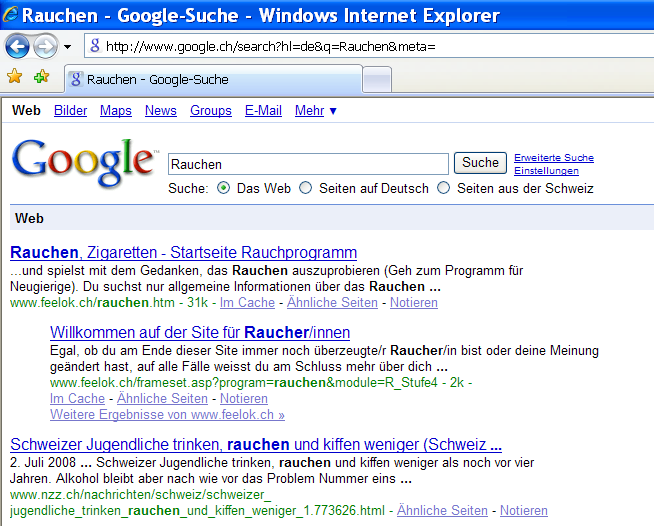 Rauchen - Google-Suche - Windows Internet Explorer
http://www.google.ch/search?hl=de&q=Rauchen&meta=
Rauchen - Google-Suche
Web Bilder Maps News Groups E-Mail Mehr ▼
Google™ Rauchen Suche Erweiterte Suche
Einstellungen
Suche: Das Web Seiten auf Deutsch Seiten aus der Schweiz
Web
Rauchen, Zigaretten - Startseite Rauchprogramm
...und spielst mit dem Gedanken, das Rauchen auszuprobieren (Geh zum Programm für
Neugierige). Du suchst nur allgemeine Informationen über das Rauchen ...
www.feelok.ch/rauchen.htm - 31k - Im Cache - Ähnliche Seiten - Notieren
Willkommen auf der Site für Raucher/innen
Egal, ob du am Ende dieser Site immer noch überzeugte/r Raucher/in bist oder deine Meinung
geändert hast, auf alle Fälle weisst du am Schluss mehr über dich ...
www.feelok.ch/frameset.asp?program=rauchen&module=R_Stufe4 - 2k -
Im Cache - Ähnliche Seiten - Notieren
Weitere Ergebnisse von www.feelok.ch »
Schweizer Jugendliche trinken, rauchen und kiffen weniger (Schweiz ...
2. Juli 2008 ... Schweizer Jugendliche trinken, rauchen und kiffen weniger als noch vor vier
Jahren. Alkohol bleibt aber nach wie vor das Problem Nummer eins ...
www.nzz.ch/nachrichten/schweiz/schweizer_
jugendliche_trinken_rauchen_und_kiffen_weniger_1.773626.html - Ähnliche Seiten - Notieren